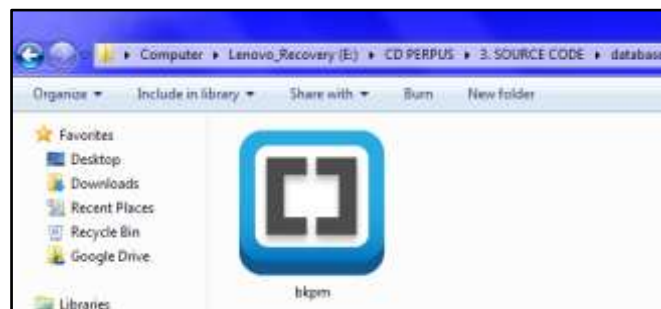 Computer ▸ Lenovo_Recovery (E:) ▸ CD PERPUS ▸ 3. SOURCE CODE ▸ database
Organize Include in library Share with Burn New folder
Favorites
Desktop
Downloads
Recent Places
Recycle Bin
Google Drive
Libraries
bkpm